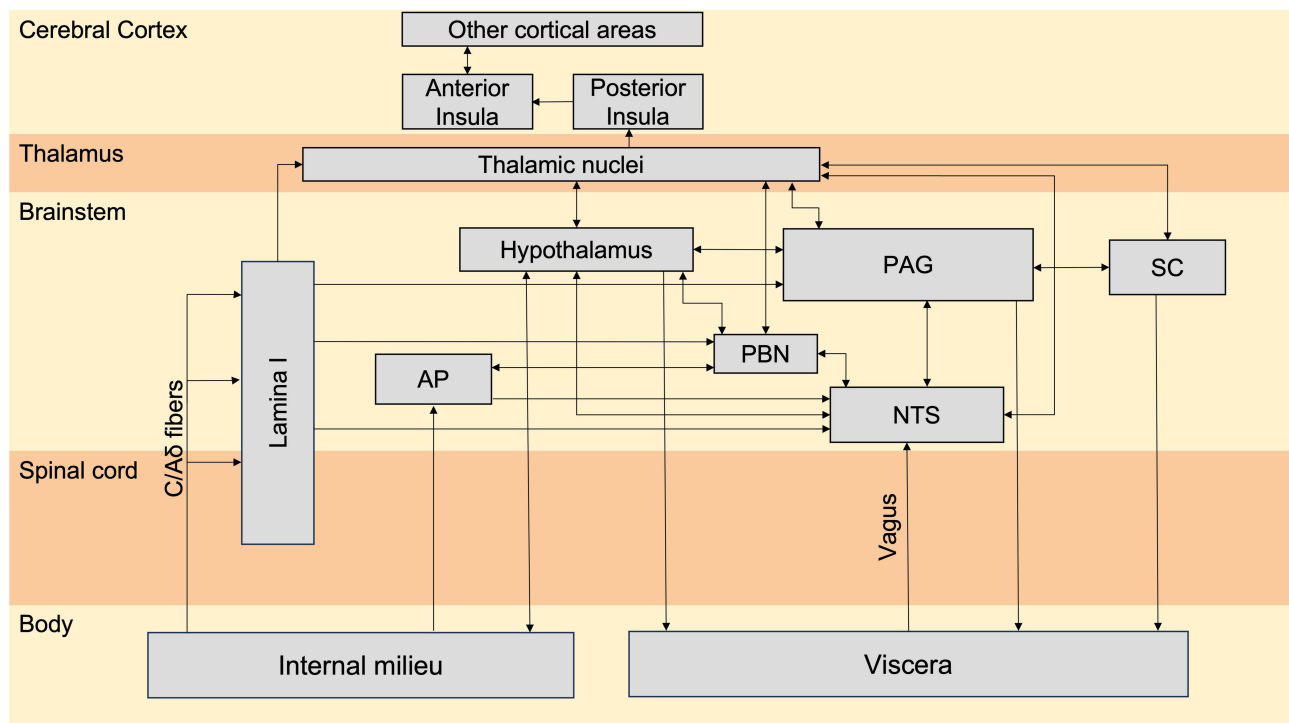 Cerebral Cortex
Other cortical areas
Anterior
Insula
Posterior
Insula
Thalamus
Thalamic nuclei
Brainstem
Hypothalamus
PAG
SC
PBN
AP
NTS
Lamina I
C/Aδ fibers
Spinal cord
Vagus
Body
Internal milieu
Viscera